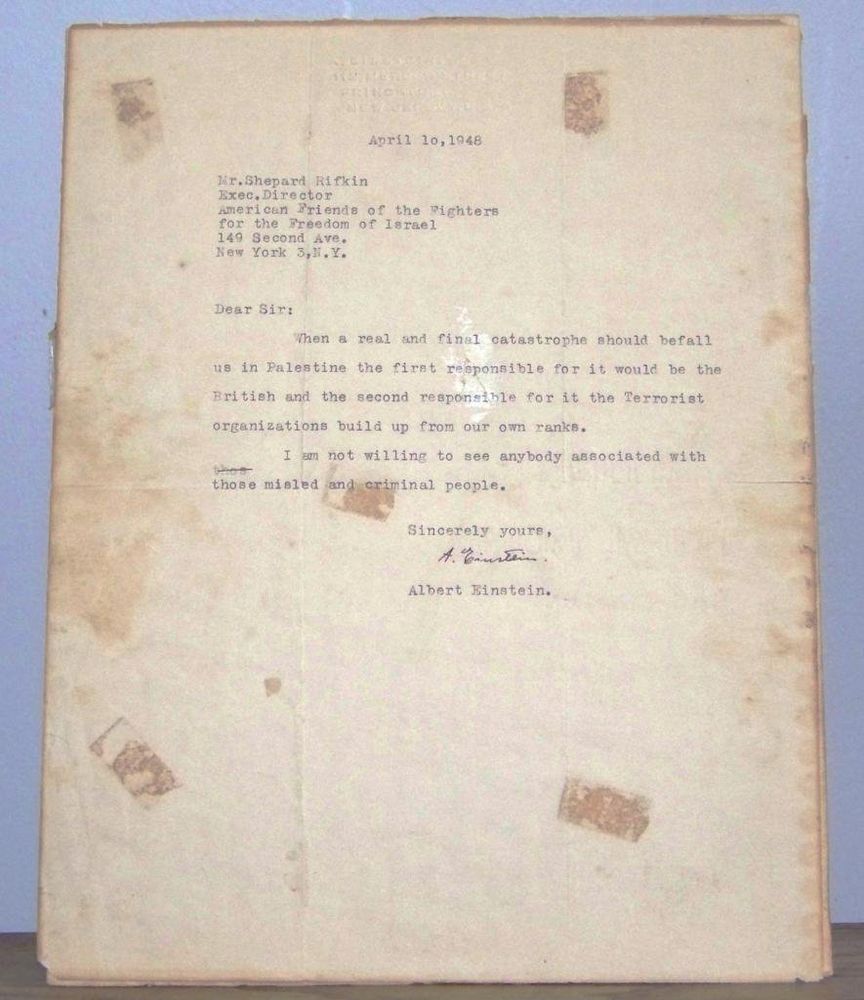 April 10,1948
Mr.Shepard Rifkin
Exec.Director
American Friends of the Fighters
for the Freedom of Israel
149 Second Ave.
New York 3,N.Y.
Dear Sir:
When a real and final catastrophe should befall
us in Palestine the first responsible for it would be the
British and the second responsible for it the Terrorist
organizations build up from our own ranks.
I am not willing to see anybody associated with
those misled and criminal people.
Sincerely yours,
A. Einstein.
Albert Einstein.